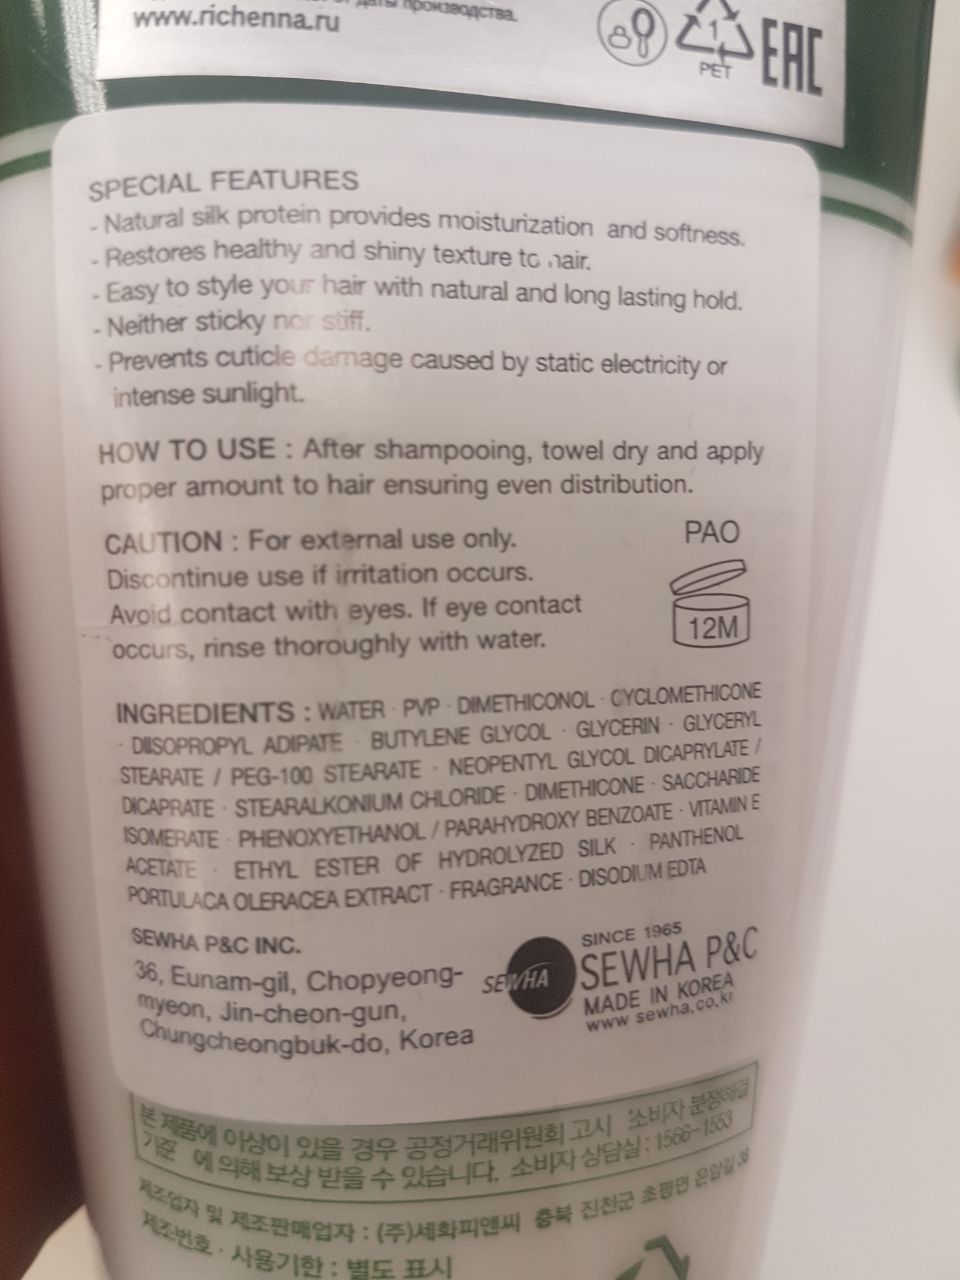 производства.
www.richenna.ru
1
PET
EAC
SPECIAL FEATURES
- Natural silk protein provides moisturization and softness.
- Restores healthy and shiny texture to hair.
- Easy to style your hair with natural and long lasting hold.
- Neither sticky nor stiff.
- Prevents cuticle damage caused by static electricity or
intense sunlight.
HOW TO USE : After shampooing, towel dry and apply
proper amount to hair ensuring even distribution.
CAUTION : For external use only.
Discontinue use if irritation occurs.
Avoid contact with eyes. If eye contact
occurs, rinse thoroughly with water.
PAO
12M
INGREDIENTS : WATER · PVP · DIMETHICONOL · CYCLOMETHICONE
· DIISOPROPYL ADIPATE · BUTYLENE GLYCOL · GLYCERIN · GLYCERYL
STEARATE / PEG-100 STEARATE · NEOPENTYL GLYCOL DICAPRYLATE /
DICAPRATE · STEARALKONIUM CHLORIDE · DIMETHICONE · SACCHARIDE
ISOMERATE · PHENOXYETHANOL / PARAHYDROXY BENZOATE · VITAMIN E
ACETATE · ETHYL ESTER OF HYDROLYZED SILK · PANTHENOL
PORTULACA OLERACEA EXTRACT · FRAGRANCE · DISODIUM EDTA
SEWHA P&C INC.
36, Eunam-gil, Chopyeong-
myeon, Jin-cheon-gun,
Chungcheongbuk-do, Korea
SEWHA
SINCE 1965
SEWHA P&C
MADE IN KOREA
www.sewha.co.kr
본 제품에 이상이 있을 경우 공정거래위원회 고시 '소비자 분쟁해결
기준'에 의해 보상 받을 수 있습니다. 소비자 상담실 : 1566-1553
제조업자 및 제조판매업자 : (주)세화피앤씨 충북 진천군 초평면 은암길 36
제조번호 · 사용기한 : 별도 표시